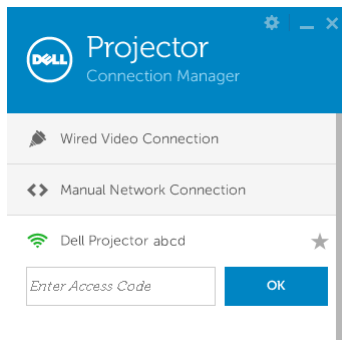 DELL
Projector
Connection Manager
Wired Video Connection
Manual Network Connection
Dell Projector abcd
Enter Access Code
OK